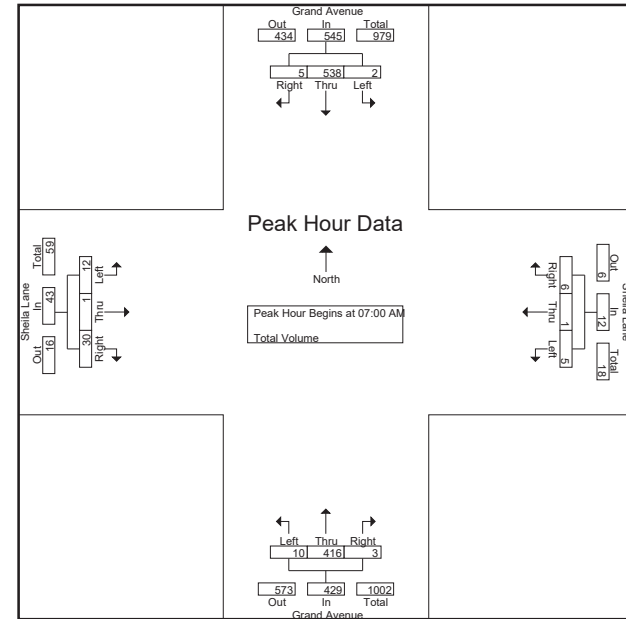 Grand Avenue
Out In Total
434 545 979
5 538 2
Right Thru Left
Peak Hour Data
North
Peak Hour Begins at 07:00 AM
Total Volume
Sheila Lane
Total In Out
59 43 16
12 1 30
Left Thru Right
Right Thru Left
6 1 5
Out In Total
6 12 18
Sheila Lane
Left Thru Right
10 416 3
573 429 1002
Out In Total
Grand Avenue